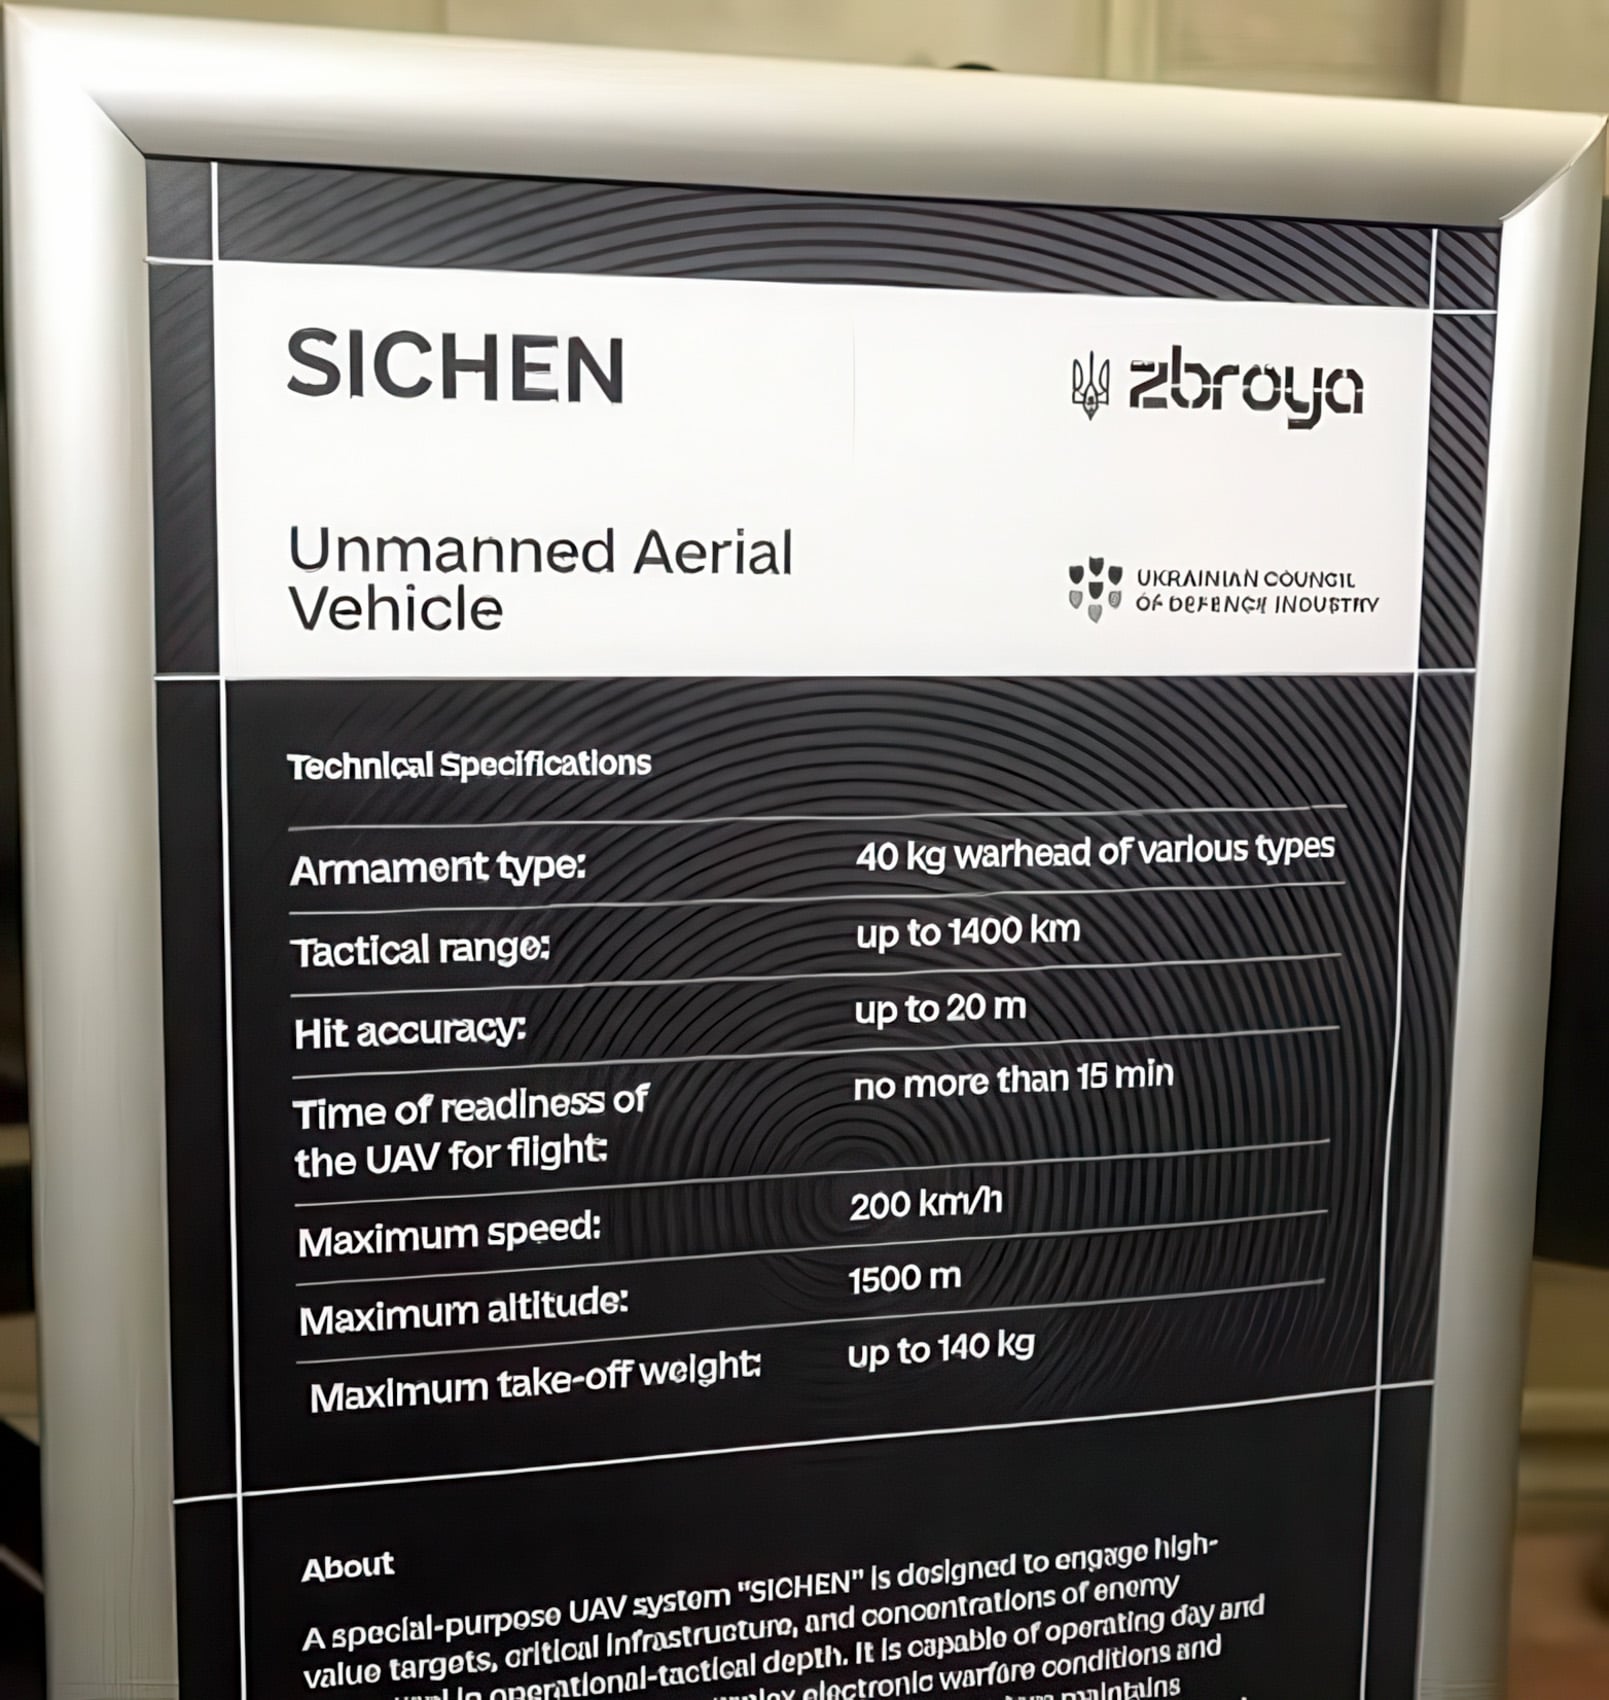 SICHEN
zbroya
Unmanned Aerial
Vehicle
UKRAINIAN COUNCIL
OF DEFENCE INDUSTRY
Technical Specifications
Armament type: 40 kg warhead of various types
Tactical range: up to 1400 km
Hit accuracy: up to 20 m
Time of readiness of no more than 15 min
the UAV for flight:
Maximum speed: 200 km/h
Maximum altitude: 1500 m
Maximum take-off weight: up to 140 kg
About
A special-purpose UAV system "SICHEN" is designed to engage high-
value targets, critical infrastructure, and concentrations of enemy
in operational-tactical depth. It is capable of operating day and
electronic warfare conditions and
maintains